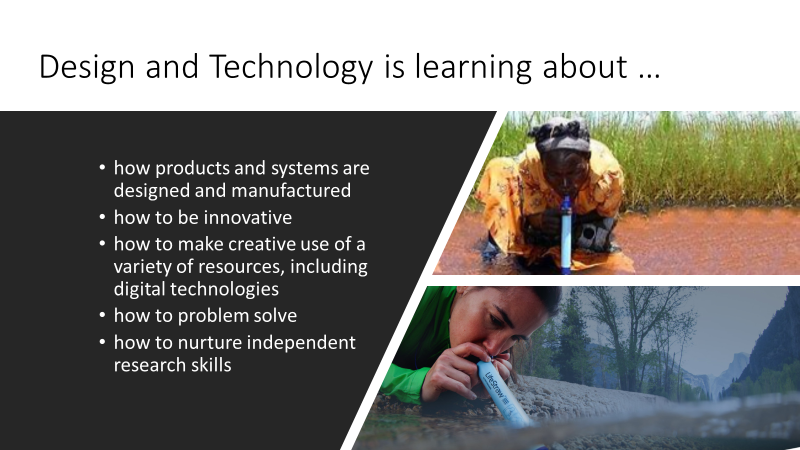 Design and Technology is learning about …
• how products and systems are
designed and manufactured
• how to be innovative
• how to make creative use of a
variety of resources, including
digital technologies
• how to problem solve
• how to nurture independent
research skills
LifeStraw